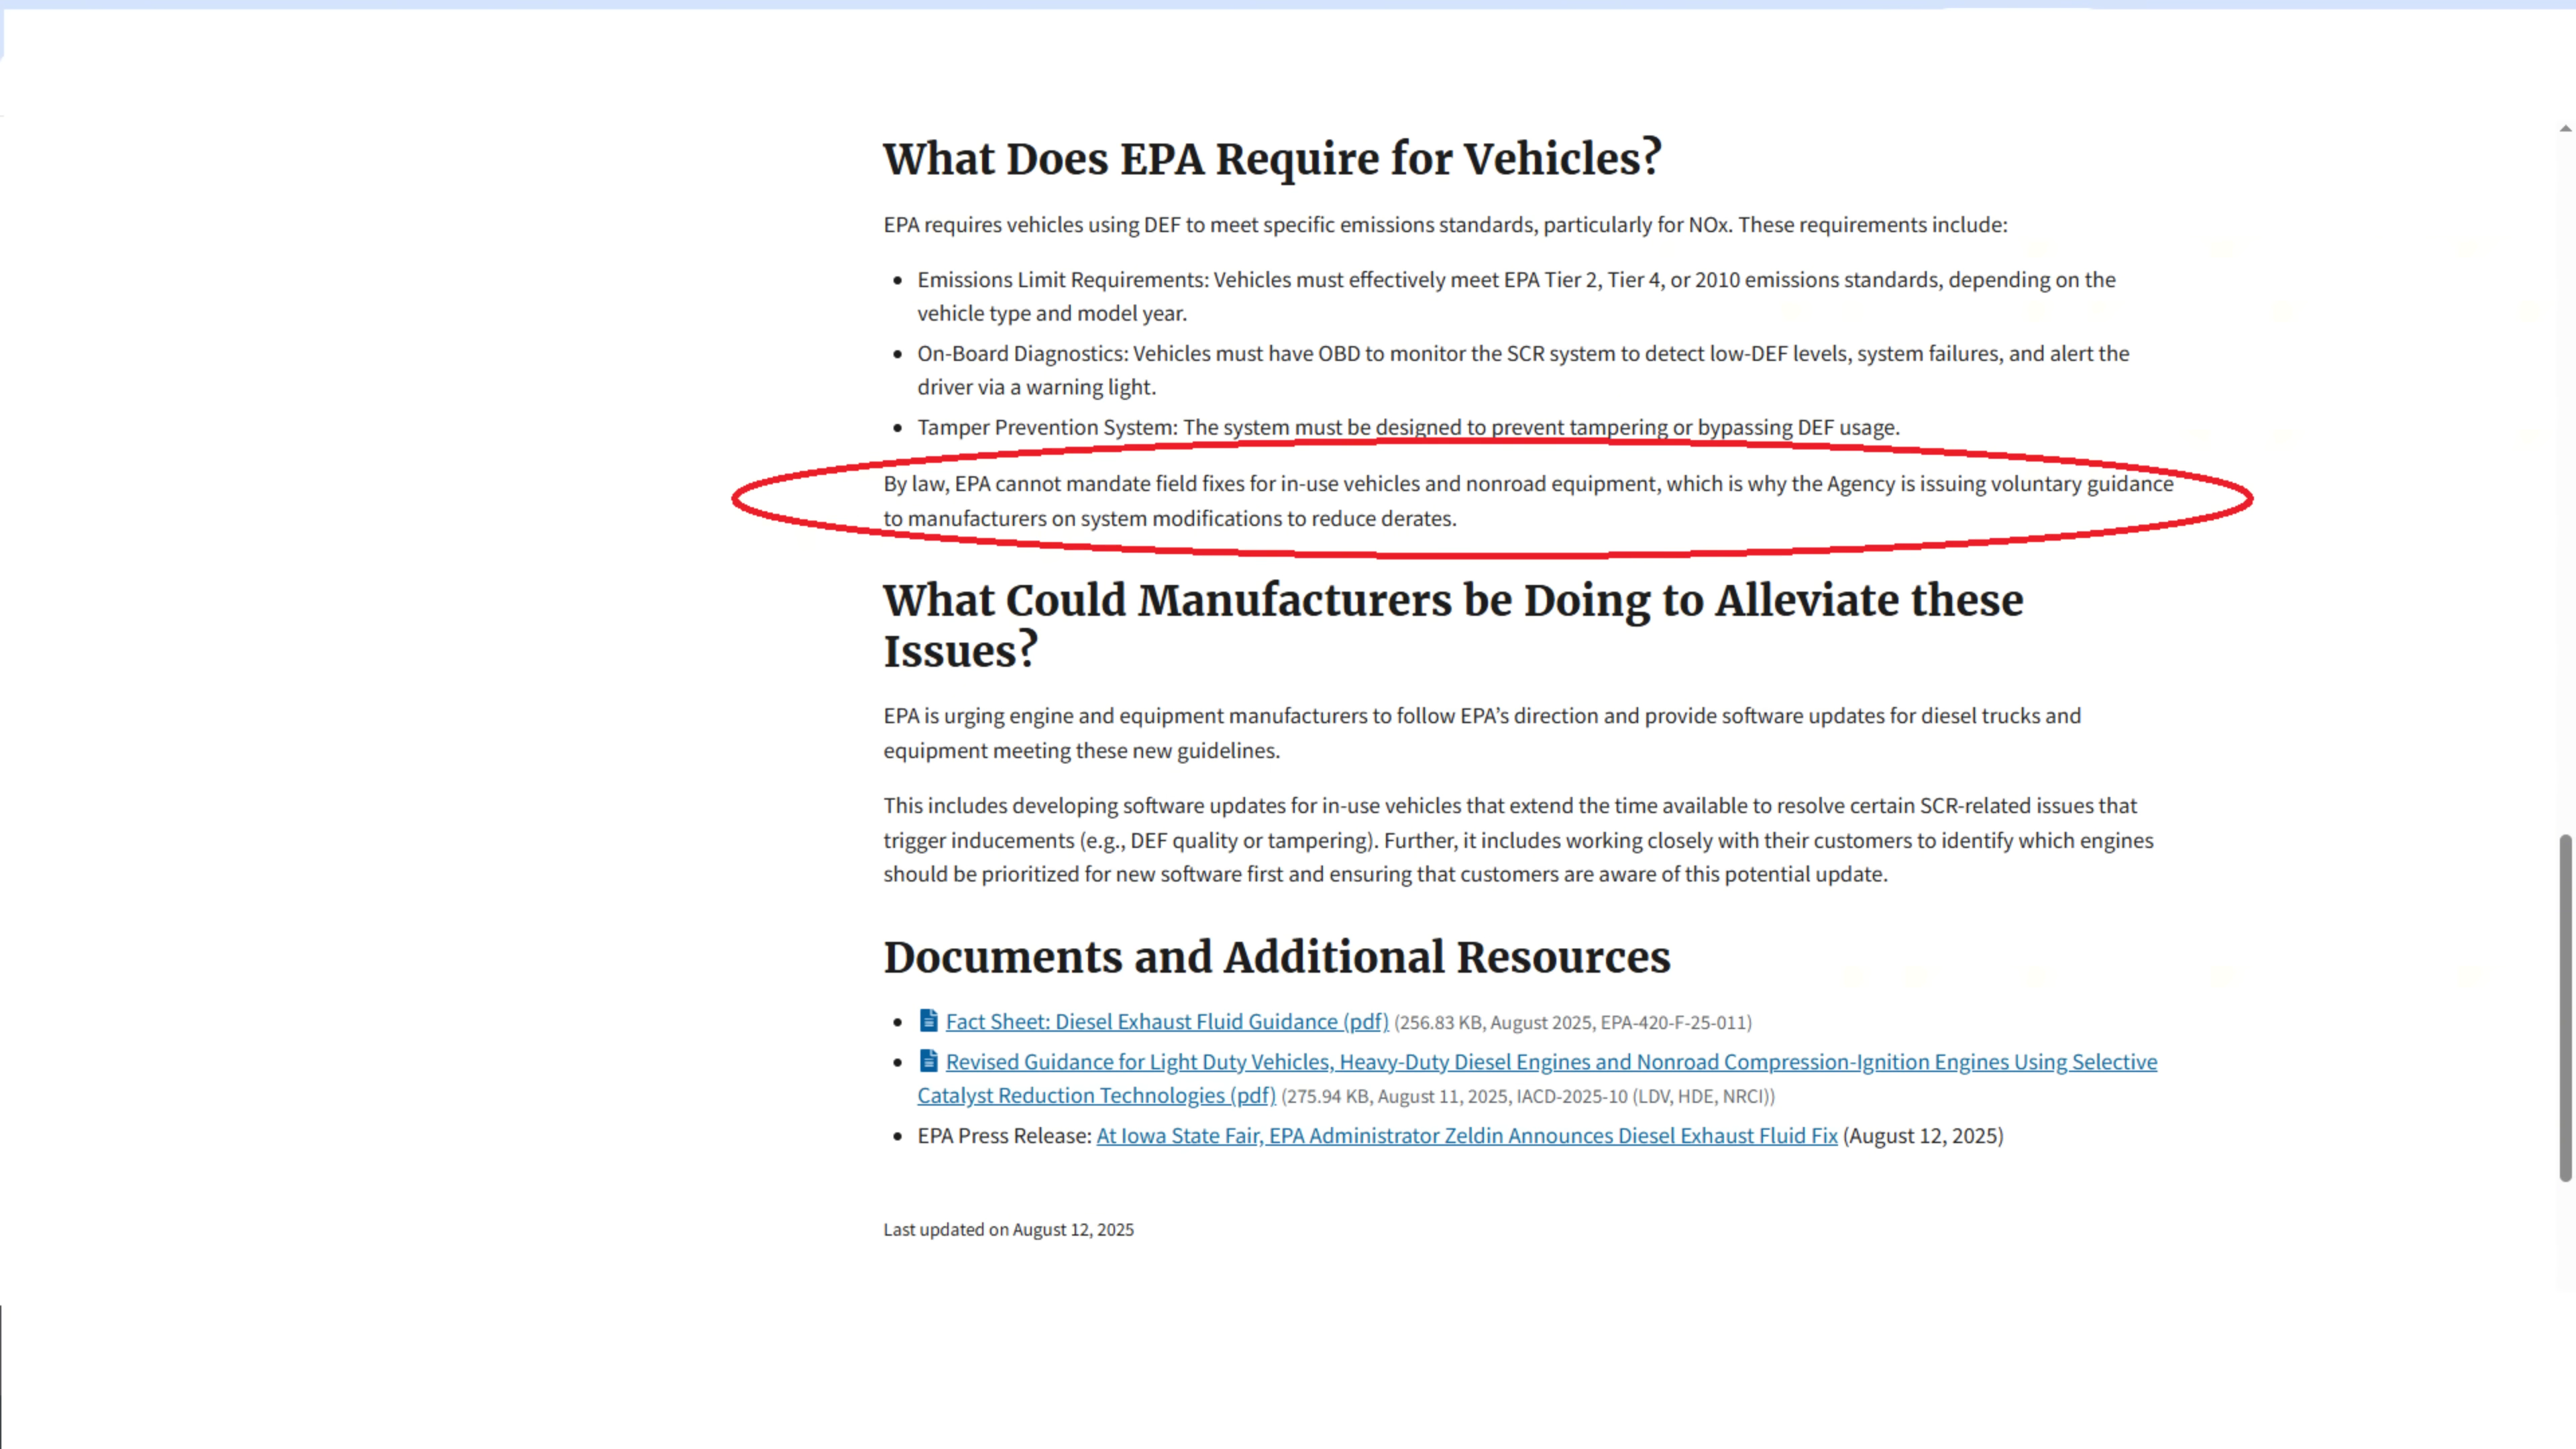 What Does EPA Require for Vehicles?
EPA requires vehicles using DEF to meet specific emissions standards, particularly for NOx. These requirements include:
• Emissions Limit Requirements: Vehicles must effectively meet EPA Tier 2, Tier 4, or 2010 emissions standards, depending on the
vehicle type and model year.
• On-Board Diagnostics: Vehicles must have OBD to monitor the SCR system to detect low-DEF levels, system failures, and alert the
driver via a warning light.
• Tamper Prevention System: The system must be designed to prevent tampering or bypassing DEF usage.
By law, EPA cannot mandate field fixes for in-use vehicles and nonroad equipment, which is why the Agency is issuing voluntary guidance
to manufacturers on system modifications to reduce derates.
What Could Manufacturers be Doing to Alleviate these
Issues?
EPA is urging engine and equipment manufacturers to follow EPA’s direction and provide software updates for diesel trucks and
equipment meeting these new guidelines.
This includes developing software updates for in-use vehicles that extend the time available to resolve certain SCR-related issues that
trigger inducements (e.g., DEF quality or tampering). Further, it includes working closely with their customers to identify which engines
should be prioritized for new software first and ensuring that customers are aware of this potential update.
Documents and Additional Resources
• Fact Sheet: Diesel Exhaust Fluid Guidance (pdf) (256.83 KB, August 2025, EPA-420-F-25-011)
• Revised Guidance for Light Duty Vehicles, Heavy-Duty Diesel Engines and Nonroad Compression-Ignition Engines Using Selective
Catalyst Reduction Technologies (pdf) (275.94 KB, August 11, 2025, IACD-2025-10 (LDV, HDE, NRCI))
• EPA Press Release: At Iowa State Fair, EPA Administrator Zeldin Announces Diesel Exhaust Fluid Fix (August 12, 2025)
Last updated on August 12, 2025